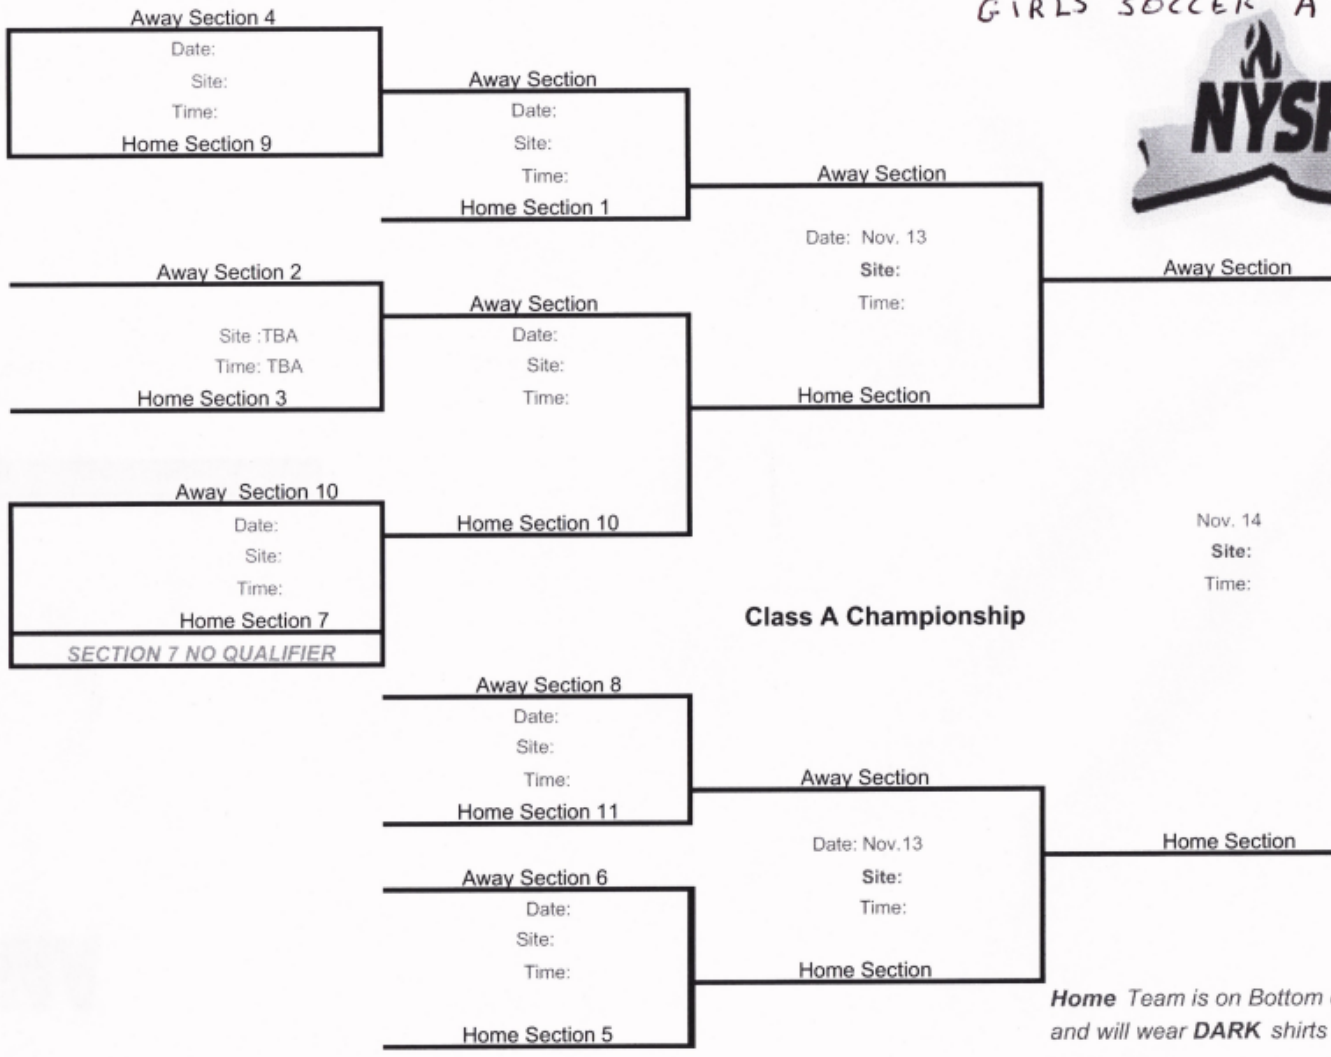 GIRLS SOCCER A
Away Section 4
Date:
Site:
Time:
Home Section 9
Away Section
Date:
Site:
Time:
Home Section 1
Away Section 2
Site :TBA
Time: TBA
Home Section 3
Away Section
Date:
Site:
Time:
Home Section 10
Away Section 10
Date:
Site:
Time:
Home Section 7
SECTION 7 NO QUALIFIER
Away Section
Date: Nov. 13
Site:
Time:
Home Section
NYSP
Away Section
Nov. 14
Site:
Time:
Home Section
Class A Championship
Away Section 8
Date:
Site:
Time:
Home Section 11
Away Section 6
Date:
Site:
Time:
Home Section 5
Away Section
Date: Nov.13
Site:
Time:
Home Section
Home Team is on Bottom
and will wear DARK shirts